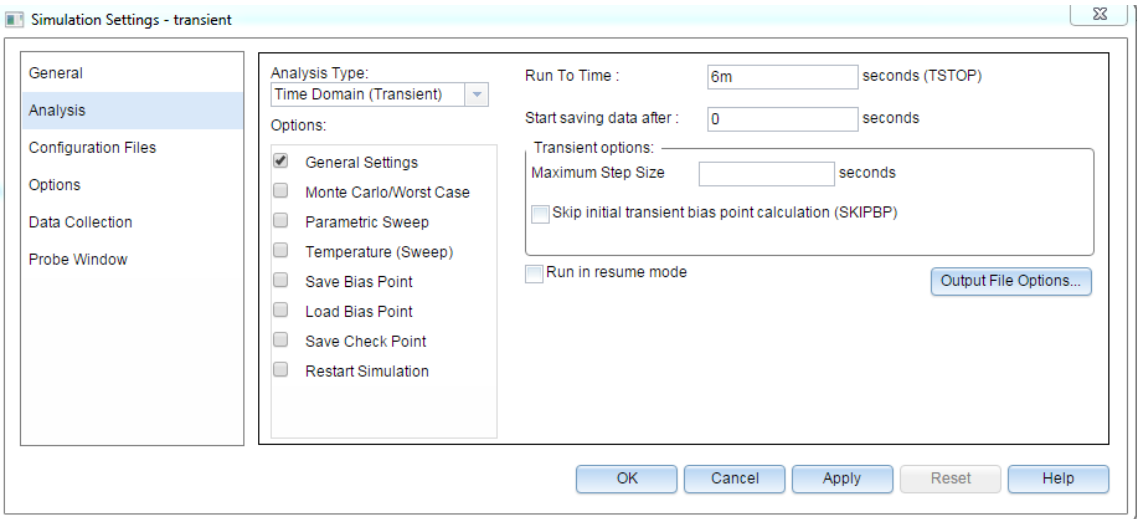 Simulation Settings - transient
General
Analysis
Configuration Files
Options
Data Collection
Probe Window
Analysis Type:
Time Domain (Transient)
Options:
General Settings
Monte Carlo/Worst Case
Parametric Sweep
Temperature (Sweep)
Save Bias Point
Load Bias Point
Save Check Point
Restart Simulation
Run To Time : 6m seconds (TSTOP)
Start saving data after : 0 seconds
Transient options:
Maximum Step Size seconds
Skip initial transient bias point calculation (SKIPBP)
Run in resume mode
Output File Options...
OK Cancel Apply Reset Help